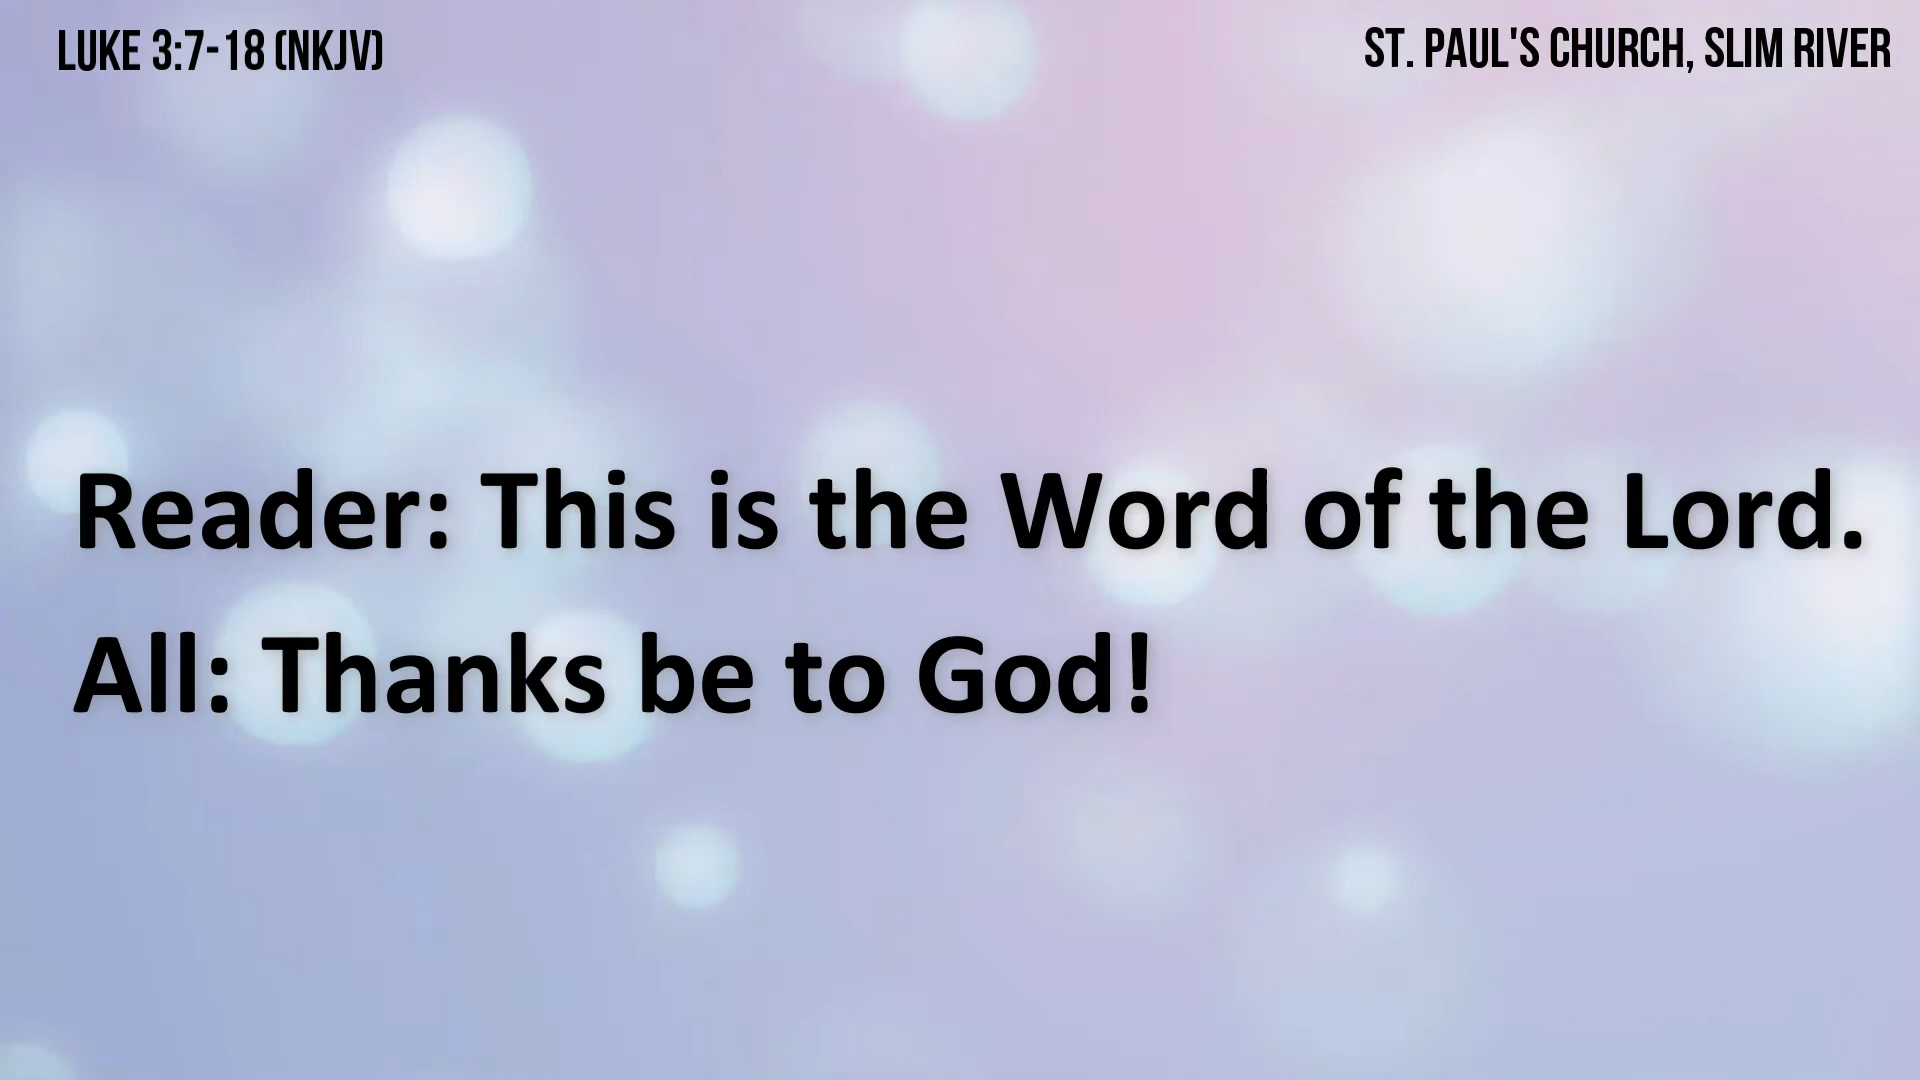 LUKE 3:7-18 (NKJV)
ST. PAUL'S CHURCH, SLIM RIVER
Reader: This is the Word of the Lord.
All: Thanks be to God!